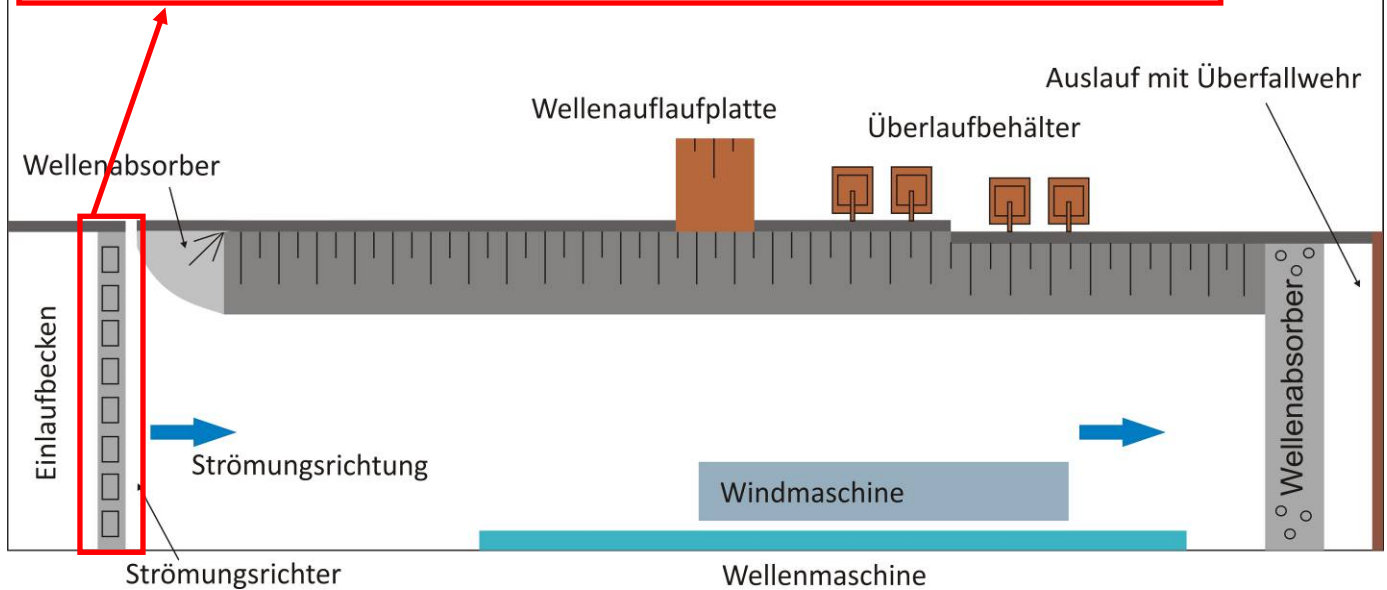 Auslauf mit Überfallwehr
Wellenauflaufplatte
Überlaufbehälter
Wellenabsorber
Einlaufbecken
Strömungsrichtung
Windmaschine
Wellenabsorber
Strömungsrichter
Wellenmaschine